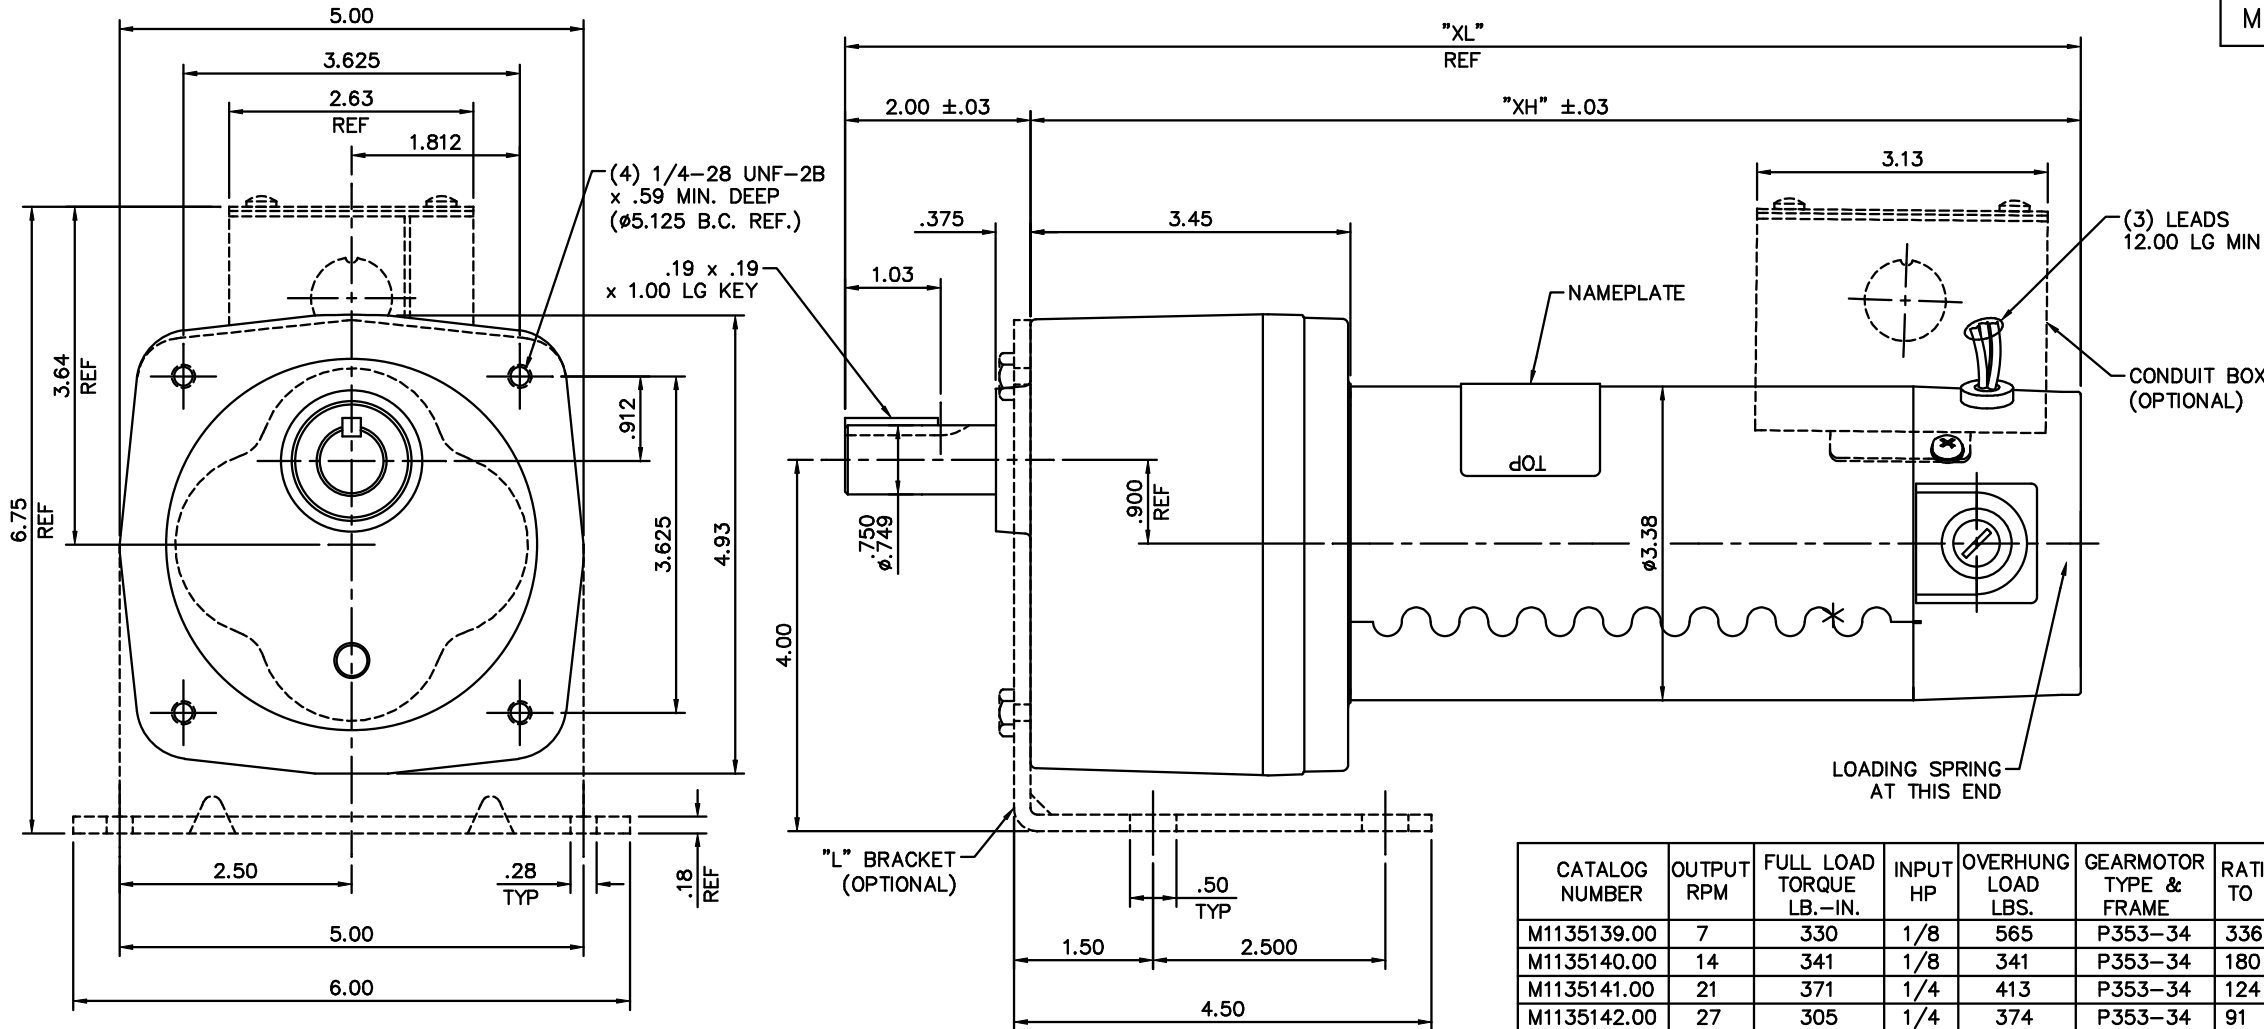 M
5.00
3.625
2.63
REF
1.812
(4) 1/4-28 UNF-2B
x .59 MIN. DEEP
(ø5.125 B.C. REF.)
.19 x .19
x 1.00 LG KEY
6.75
REF
3.64
REF
.912
3.625
4.93
2.50
.28
TYP
.18
REF
5.00
6.00
"XL"
REF
2.00 ±.03
"XH" ±.03
3.13
.375
3.45
1.03
NAMEPLATE
TOP
(3) LEADS
12.00 LG MIN
CONDUIT BOX
(OPTIONAL)
.900
REF
.750
ø.749
ø3.38
4.00
LOADING SPRING
AT THIS END
"L" BRACKET
(OPTIONAL)
.50
TYP
1.50
2.500
4.50
CATALOG NUMBER OUTPUT RPM FULL LOAD TORQUE LB.-IN. INPUT HP OVERHUNG LOAD LBS. GEARMOTOR TYPE & FRAME RATI TO
M1135139.00 7 330 1/8 565 P353-34 336
M1135140.00 14 341 1/8 341 P353-34 180
M1135141.00 21 371 1/4 413 P353-34 124
M1135142.00 27 305 1/4 374 P353-34 91